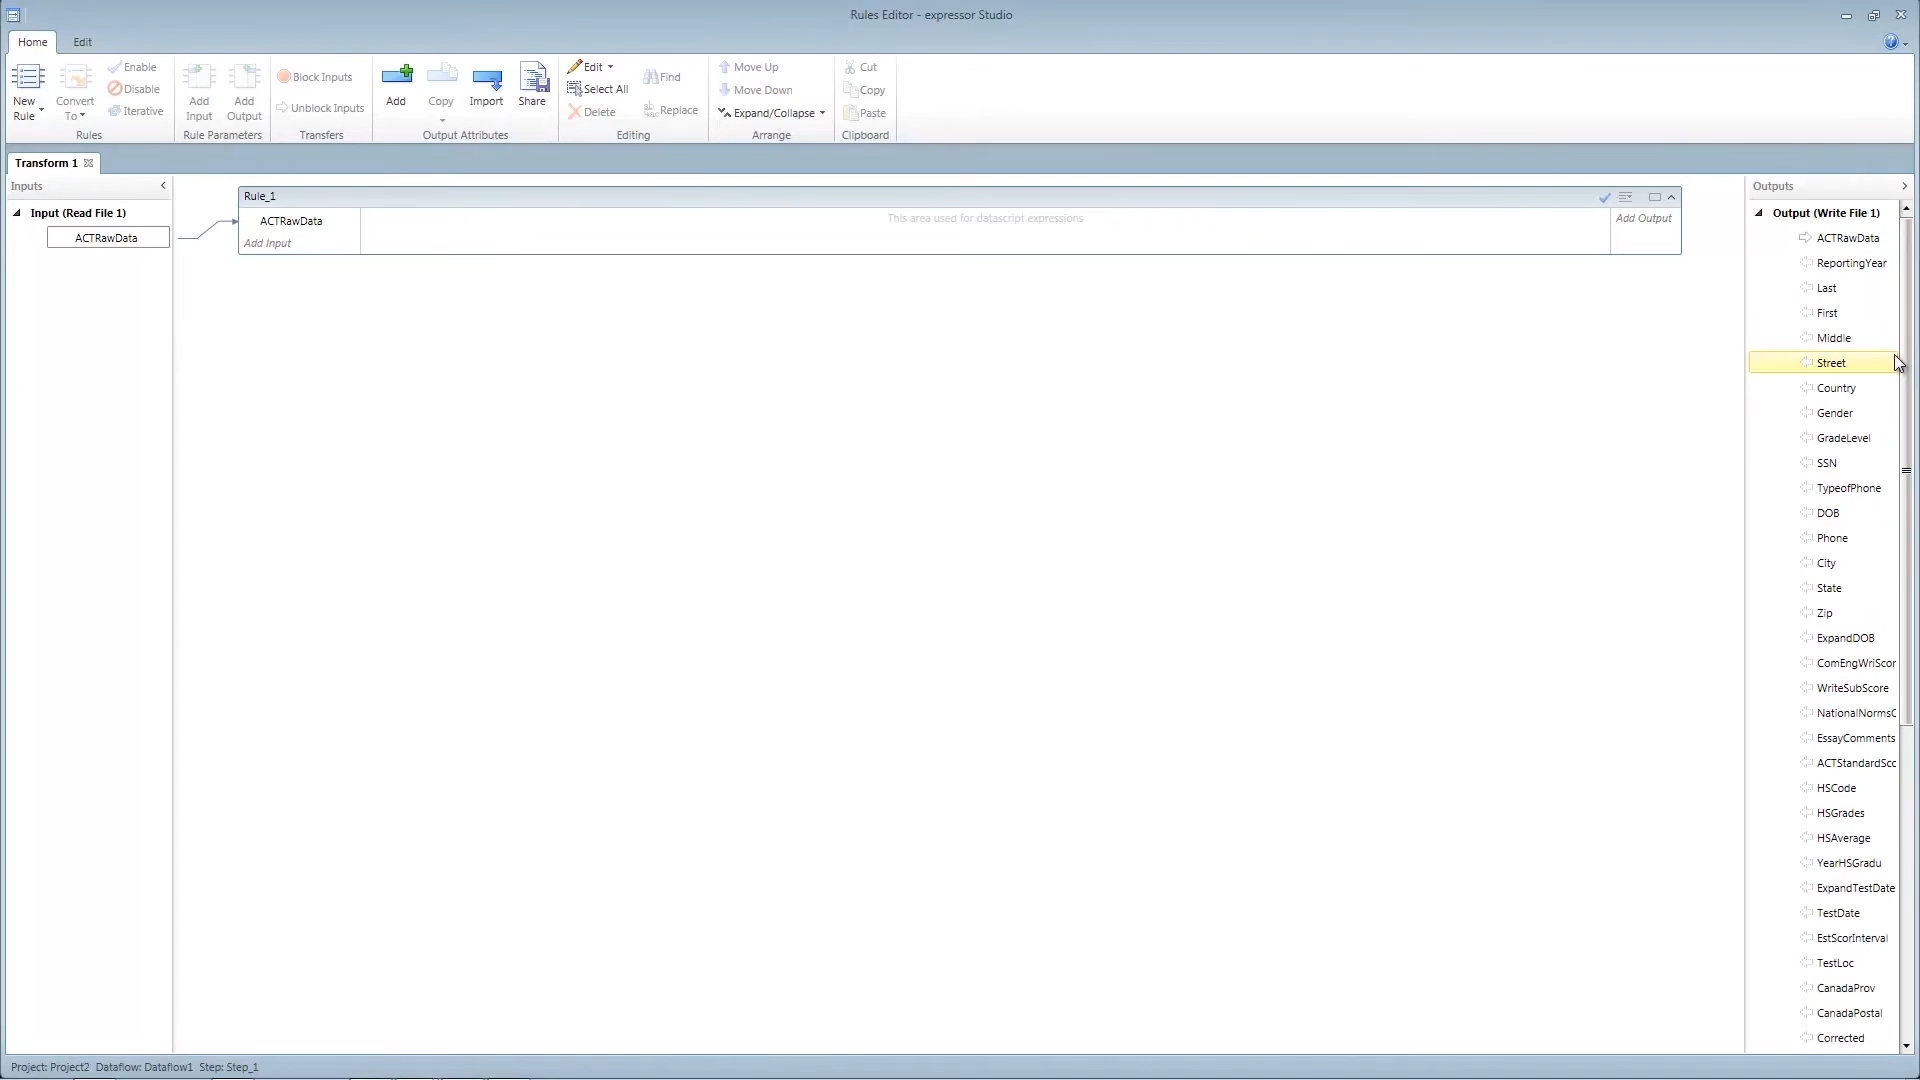 Rules Editor - expressor Studio
Home Edit
New Rule
Convert To
Enable
Disable
Iterative
Rules
Add Input
Add Output
Rule Parameters
Block Inputs
Unblock Inputs
Transfers
Add
Copy
Import
Share
Output Attributes
Edit
Select All
Delete
Find
Replace
Editing
Move Up
Move Down
Expand/Collapse
Arrange
Cut
Copy
Paste
Clipboard
Transform 1
Inputs
Input (Read File 1)
ACTRawData
Rule_1
ACTRawData
Add Input
This area used for datascript expressions
Add Output
Outputs
Output (Write File 1)
ACTRawData
ReportingYear
Last
First
Middle
Street
Country
Gender
GradeLevel
SSN
TypeofPhone
DOB
Phone
City
State
Zip
ExpandDOB
ComEngWriScor
WriteSubScore
NationalNormsC
EssayComments
ACTStandardScc
HSCode
HSGrades
HSAverage
YearHSGradu
ExpandTestDate
TestDate
EstScorInterval
TestLoc
CanadaProv
CanadaPostal
Corrected
Project: Project2 Dataflow: Dataflow1 Step: Step_1